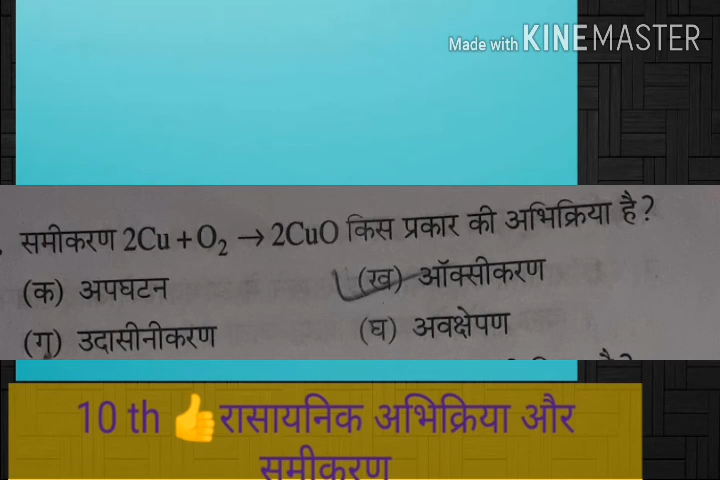 Made with KINEMASTER
समीकरण 2Cu + O₂ → 2CuO किस प्रकार की अभिक्रिया है?
(क) अपघटन (ख) ऑक्सीकरण
(ग) उदासीनीकरण (घ) अवक्षेपण
10 th 👍रासायनिक अभिक्रिया और
समीकरण